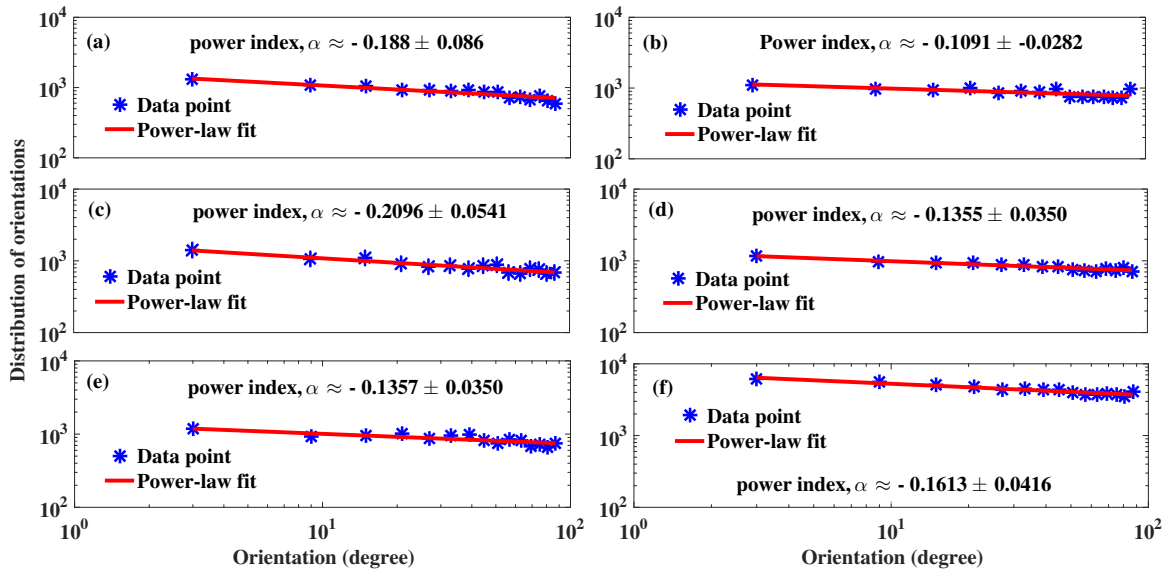 Distribution of orientations
10^4
10^3
10^2
(a)
power index, α ≈ - 0.188 ± 0.086
Data point
Power-law fit
10^4
10^3
10^2
(b)
Power index, α ≈ - 0.1091 ± -0.0282
Data point
Power-law fit
10^4
10^3
10^2
(c)
power index, α ≈ - 0.2096 ± 0.0541
Data point
Power-law fit
10^4
10^3
10^2
(d)
power index, α ≈ - 0.1355 ± 0.0350
Data point
Power-law fit
10^4
10^3
10^2
(e)
power index, α ≈ - 0.1357 ± 0.0350
Data point
Power-law fit
10^0
10^1
10^2
Orientation (degree)
10^4
10^3
10^2
(f)
Data point
Power-law fit
power index, α ≈ - 0.1613 ± 0.0416
10^0
10^1
10^2
Orientation (degree)